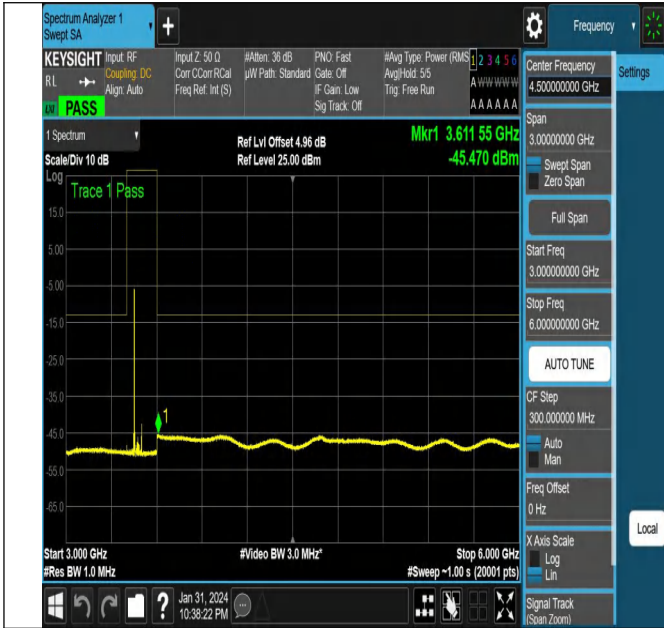 Spectrum Analyzer 1
Swept SA
+
Frequency
KEYSIGHT
RL
LXI
PASS
Input: RF
Coupling: DC
Align: Auto
Input Z: 50 Ω
Corr CCorr RCal
Freq Ref: Int (S)
#Atten: 36 dB
µW Path: Standard
PNO: Fast
Gate: Off
IF Gain: Low
Sig Track: Off
#Avg Type: Power (RMS
Avg|Hold: 5/5
Trig: Free Run
1 2 3 4 5 6
A W W W W W
A A A A A A
1 Spectrum
Scale/Div 10 dB
Ref Lvl Offset 4.96 dB
Ref Level 25.00 dBm
Mkr1 3.611 55 GHz
-45.470 dBm
Log
Trace 1 Pass
15.0
5.00
-5.00
-15.0
-25.0
-35.0
-45.0
-55.0
-65.0
1
Start 3.000 GHz
#Res BW 1.0 MHz
#Video BW 3.0 MHz*
Stop 6.000 GHz
#Sweep ~1.00 s (20001 pts)
?
Jan 31, 2024
10:38:22 PM
Center Frequency
4.500000000 GHz
Settings
Span
3.00000000 GHz
Swept Span
Zero Span
Full Span
Start Freq
3.000000000 GHz
Stop Freq
6.000000000 GHz
AUTO TUNE
CF Step
300.000000 MHz
Auto
Man
Freq Offset
0 Hz
X Axis Scale
Log
Lin
Local
Signal Track
(Span Zoom)